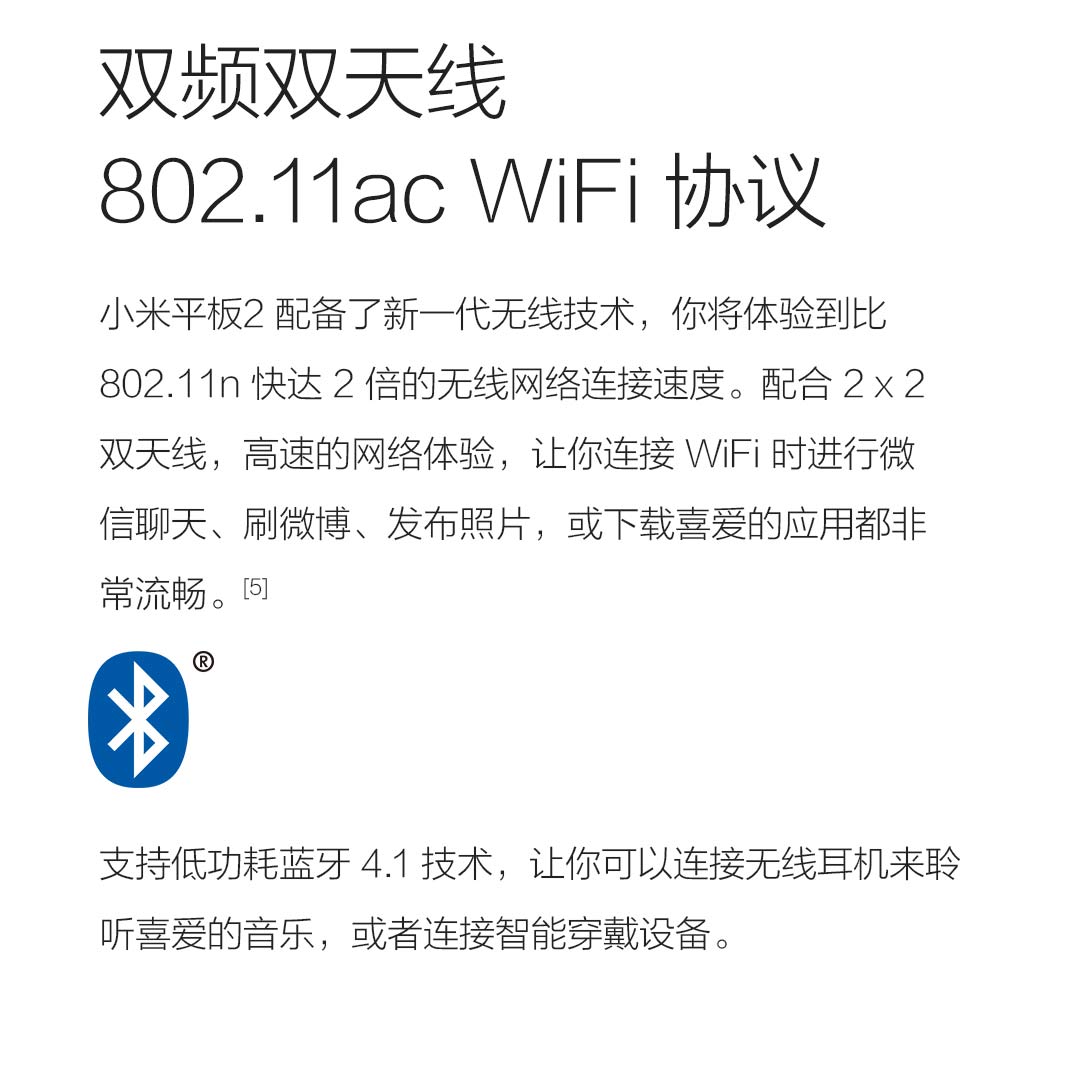 双频双天线
802.11ac WiFi 协议
小米平板2 配备了新一代无线技术，你将体验到比
802.11n 快达 2 倍的无线网络连接速度。配合 2 x 2
双天线，高速的网络体验，让你连接 WiFi 时进行微
信聊天、刷微博、发布照片，或下载喜爱的应用都非
常流畅。[5]
®
支持低功耗蓝牙 4.1 技术，让你可以连接无线耳机来聆
听喜爱的音乐，或者连接智能穿戴设备。